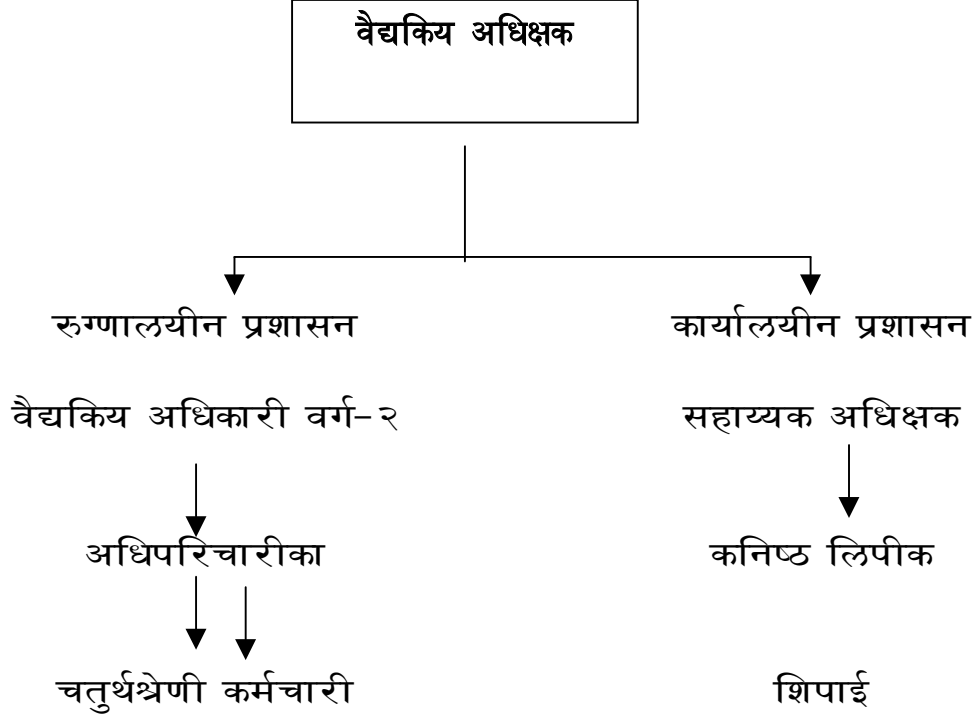 वैद्यकिय अधिक्षक
रुग्णालयीन प्रशासन
कार्यालयीन प्रशासन
वैद्यकिय अधिकारी वर्ग-२
सहाय्यक अधिक्षक
अधिपरिचारीका
कनिष्ठ लिपीक
चतुर्थश्रेणी कर्मचारी
शिपाई